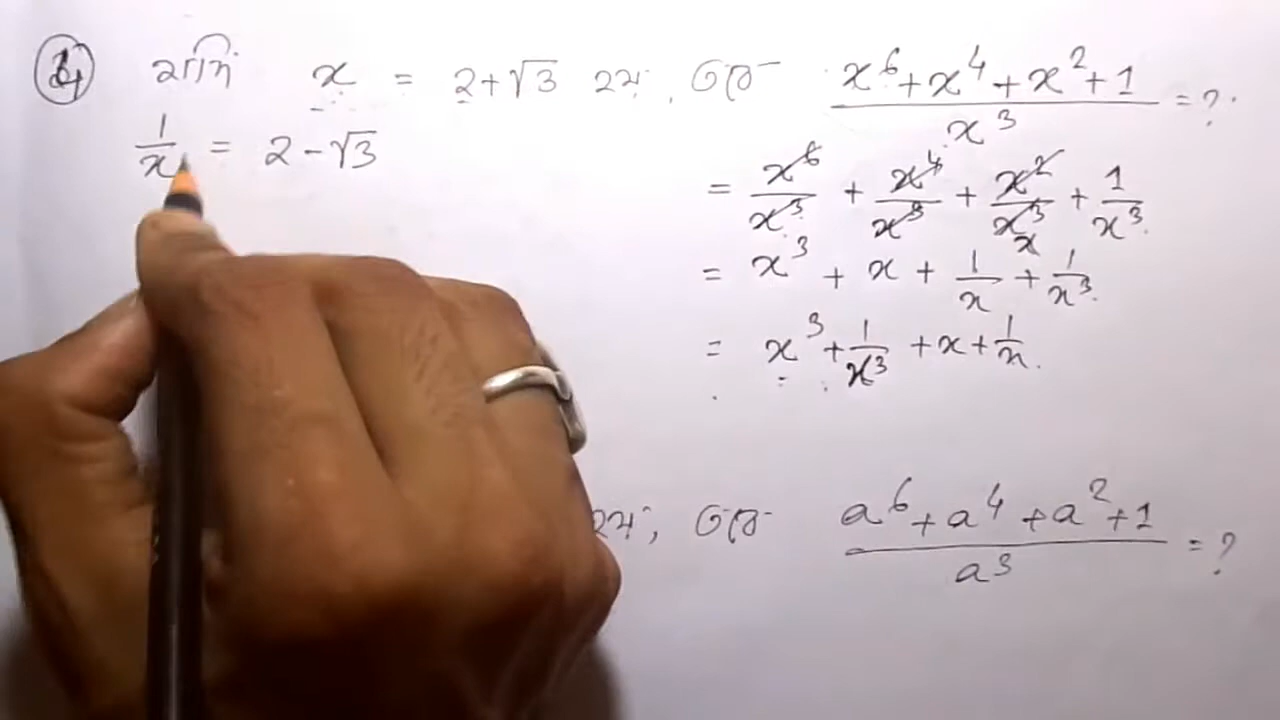 যদি x = 2+√3 হয়, তবে (x^6+x^4+x^2+1)/x^3 = ?
1/x = 2-√3
= x^6/x^3 + x^4/x^3 + x^2/x^3 + 1/x^3
= x^3 + x + 1/x + 1/x^3
= x^3 + 1/x^3 + x + 1/x
হয়, তবে (a^6+a^4+a^2+1)/a^3 = ?